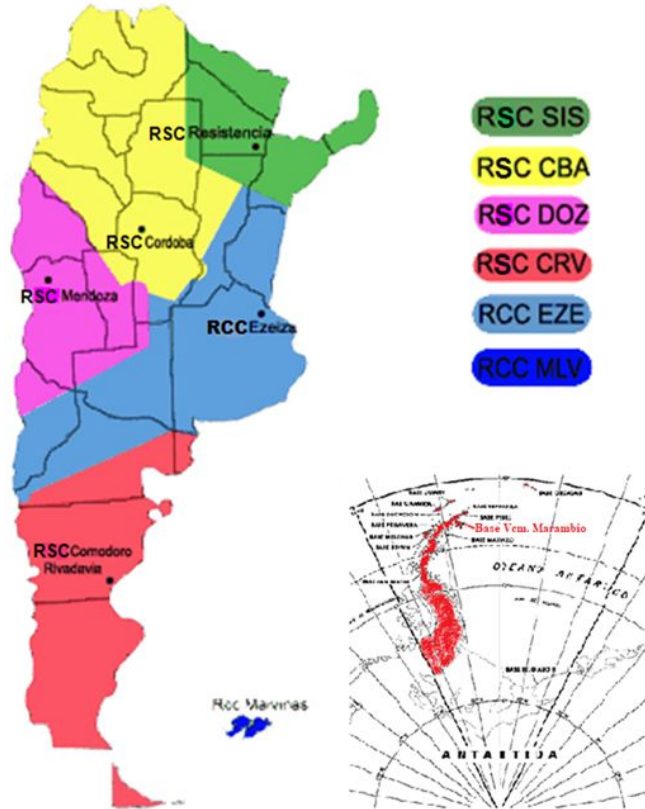 RSC Resistencia
RSC Cordoba
RSC Mendoza
RCC Ezeiza
RSC Comodoro
Rivadavia
Rcc Malvinas
RSC SIS
RSC CBA
RSC DOZ
RSC CRV
RCC EZE
RCC MLV
Base Vcm. Marambio
OCEANO ANTARTICO
ANTARTIDA